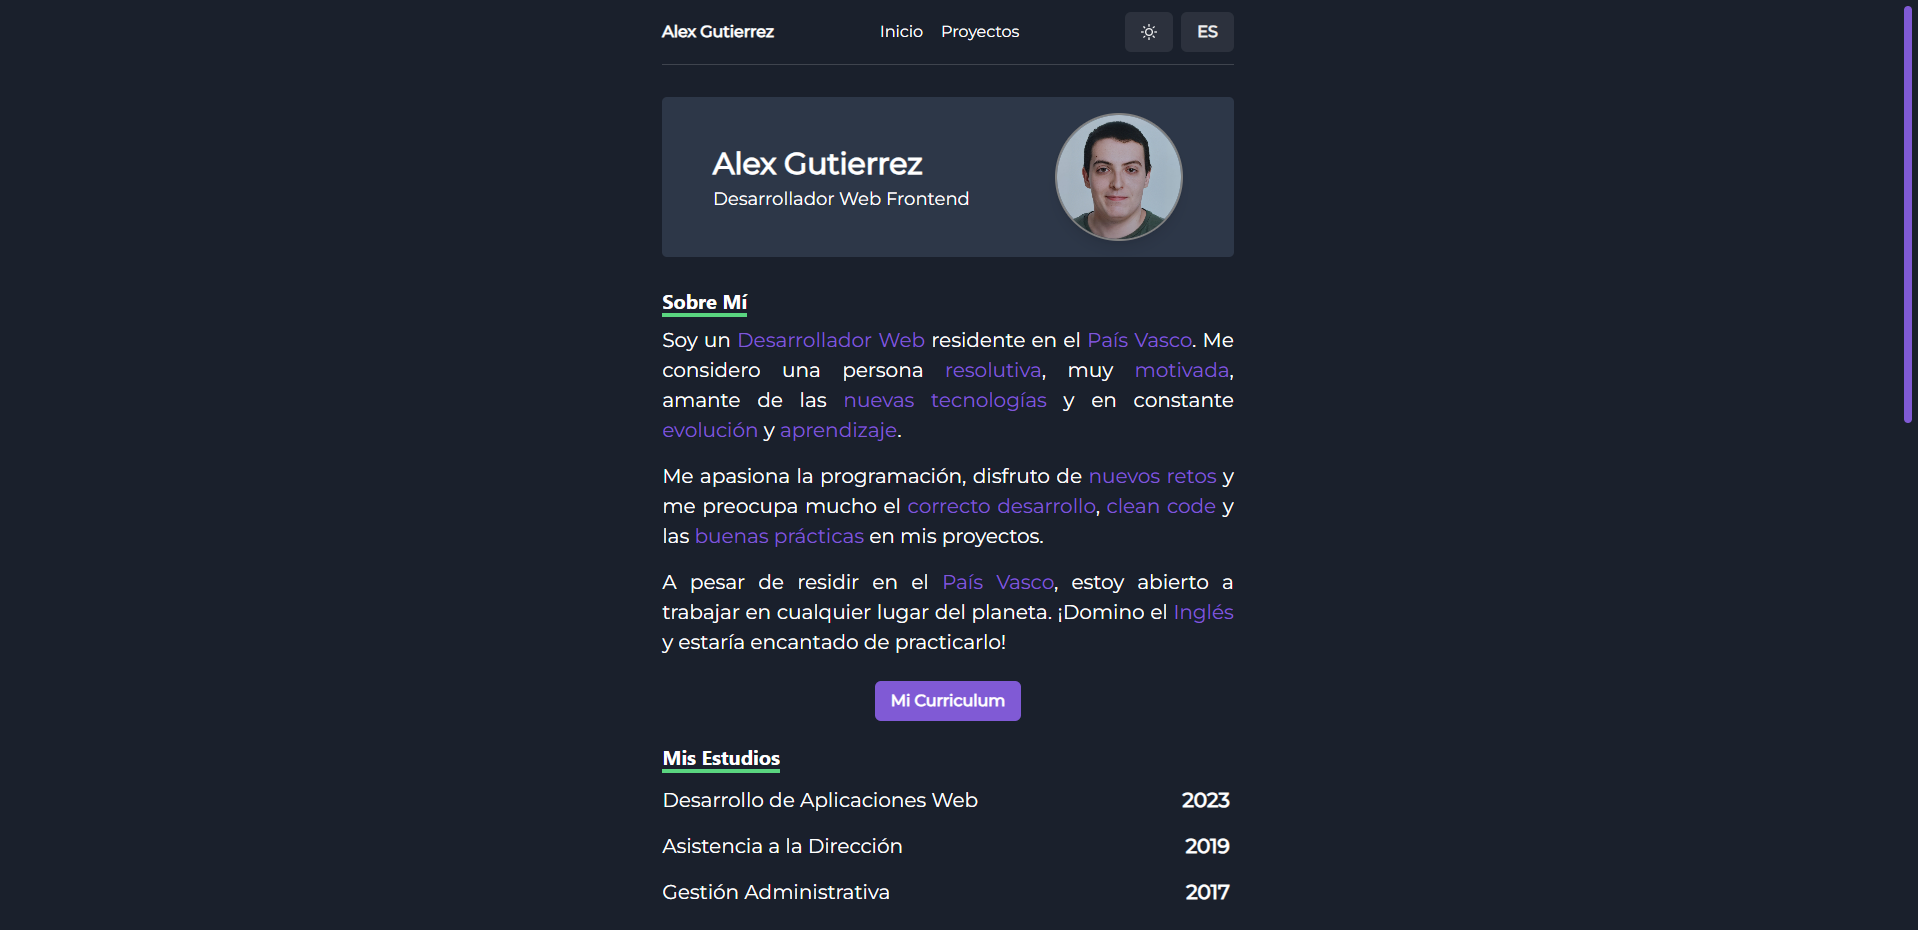 Alex Gutierrez
Inicio Proyectos
ES
Alex Gutierrez
Desarrollador Web Frontend
Sobre Mí
Soy un Desarrollador Web residente en el País Vasco. Me
considero una persona resolutiva, muy motivada,
amante de las nuevas tecnologías y en constante
evolución y aprendizaje.
Me apasiona la programación, disfruto de nuevos retos y
me preocupa mucho el correcto desarrollo, clean code y
las buenas prácticas en mis proyectos.
A pesar de residir en el País Vasco, estoy abierto a
trabajar en cualquier lugar del planeta. ¡Domino el Inglés
y estaría encantado de practicarlo!
Mi Curriculum
Mis Estudios
Desarrollo de Aplicaciones Web 2023
Asistencia a la Dirección 2019
Gestión Administrativa 2017